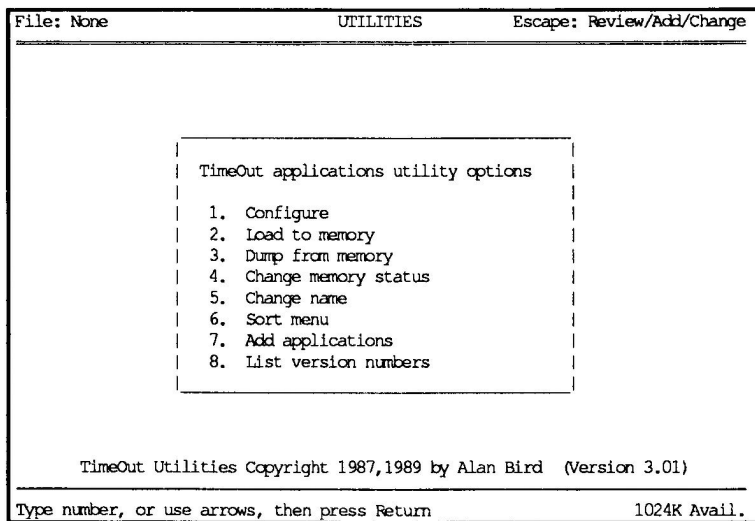 File: None UTILITIES Escape: Review/Add/Change
TimeOut applications utility options
1. Configure
2. Load to memory
3. Dump from memory
4. Change memory status
5. Change name
6. Sort menu
7. Add applications
8. List version numbers
TimeOut Utilities Copyright 1987,1989 by Alan Bird (Version 3.01)
Type number, or use arrows, then press Return 1024K Avail.